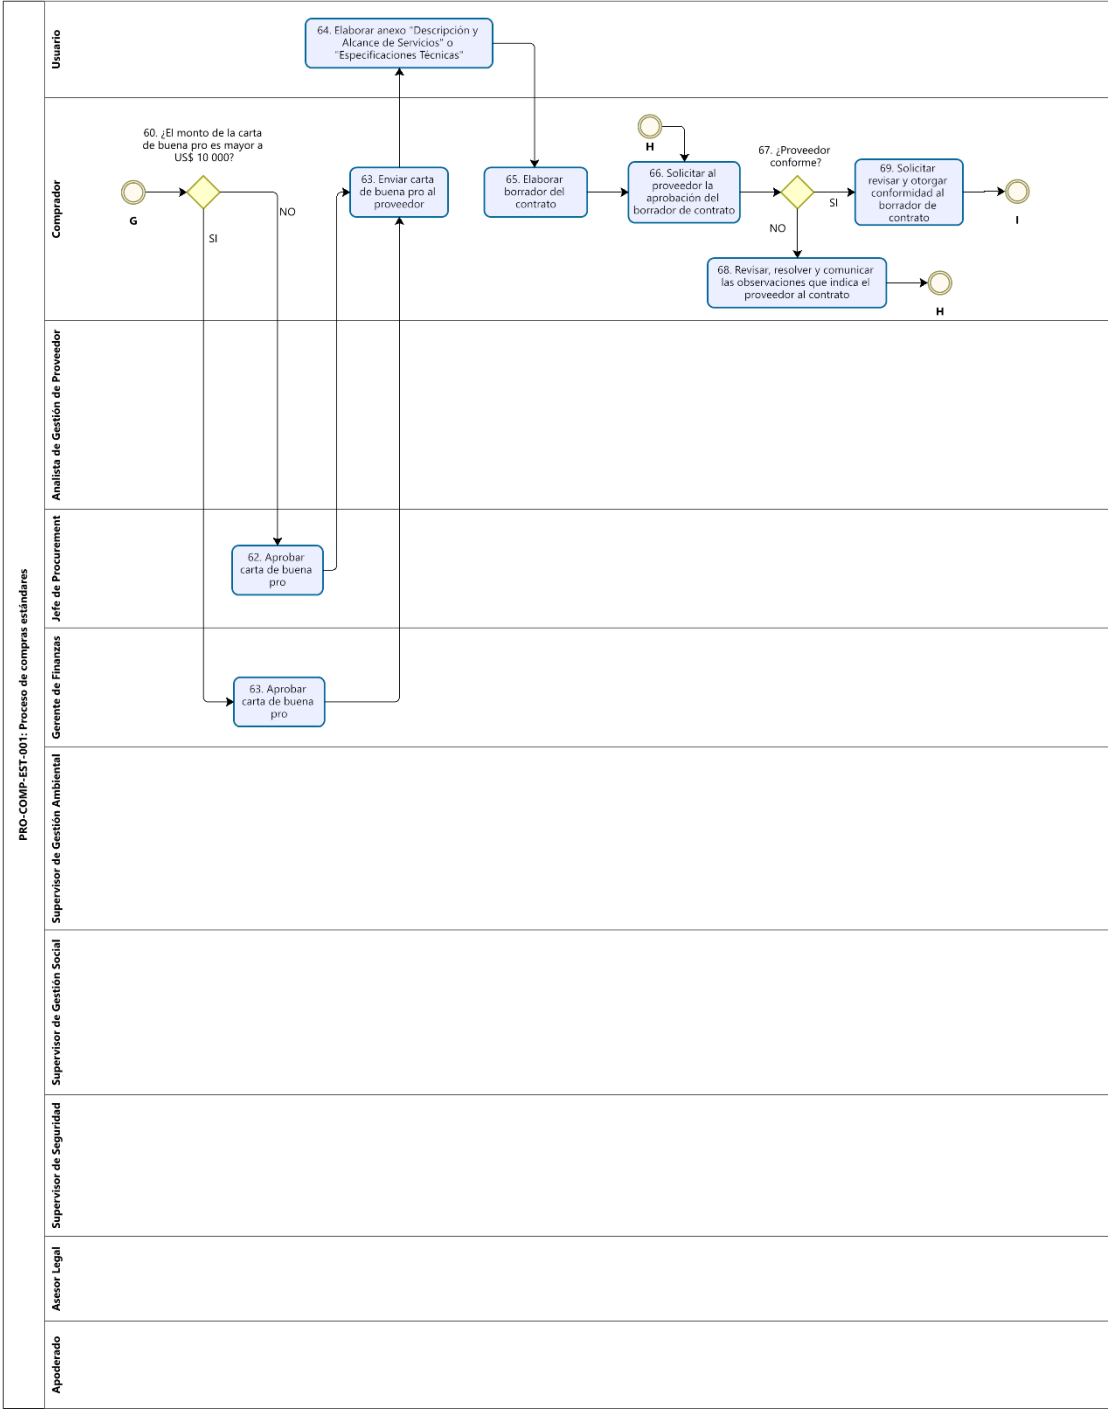 PRO-COMP-EST-001: Proceso de compras estándares
Usuario
64. Elaborar anexo "Descripción y
Alcance de Servicios" o
"Especificaciones Técnicas"
Comprador
G
60. ¿El monto de la carta
de buena pro es mayor a
US$ 10 000?
NO
SI
63. Enviar carta
de buena pro al
proveedor
65. Elaborar
borrador del
contrato
H
66. Solicitar al
proveedor la
aprobación del
borrador de contrato
67. ¿Proveedor
conforme?
SI
NO
69. Solicitar
revisar y otorgar
conformidad al
borrador de
contrato
I
68. Revisar, resolver y comunicar
las observaciones que indica el
proveedor al contrato
H
Analista de Gestión de Proveedor
Jefe de Procurement
62. Aprobar
carta de buena
pro
Gerente de Finanzas
63. Aprobar
carta de buena
pro
Supervisor de Gestión Ambiental
Supervisor de Gestión Social
Supervisor de Seguridad
Asesor Legal
Apoderado